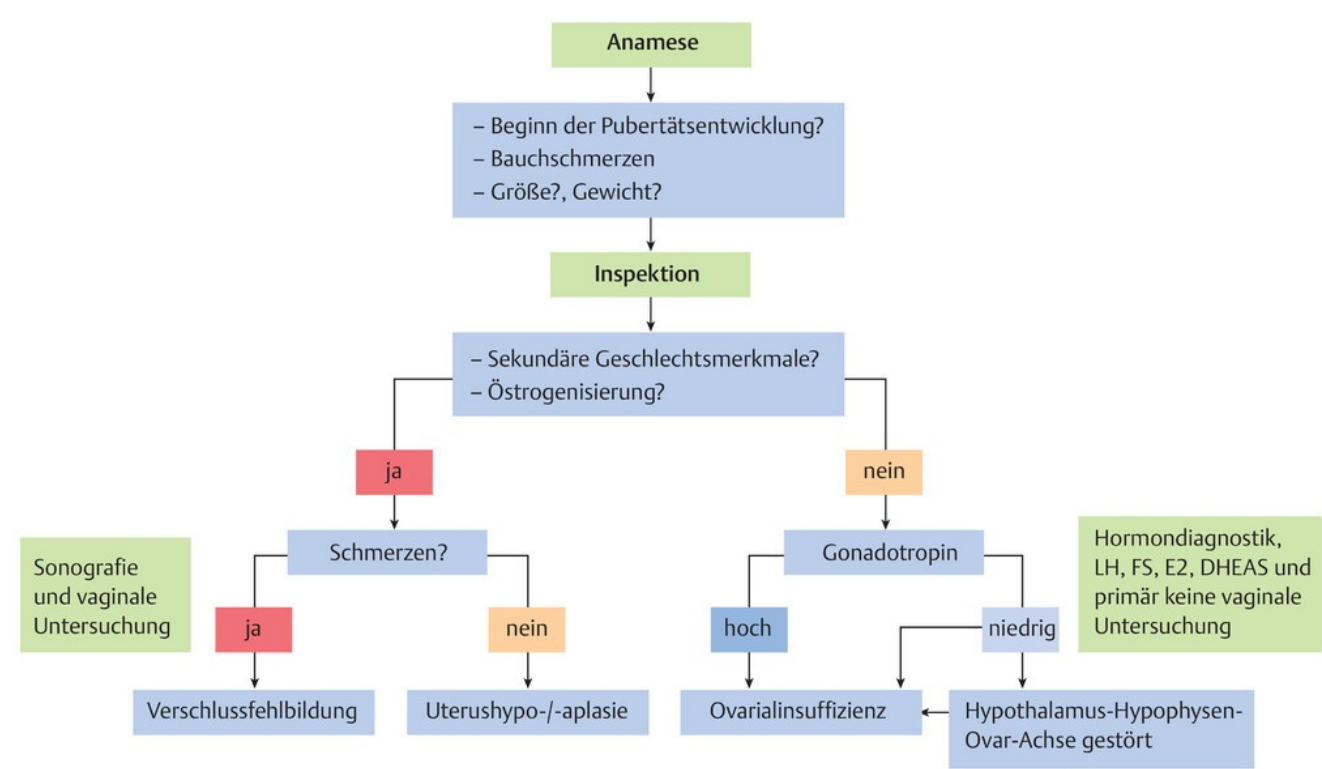 Anamese
– Beginn der Pubertätsentwicklung?
– Bauchschmerzen
– Größe?, Gewicht?
Inspektion
– Sekundäre Geschlechtsmerkmale?
– Östrogenisierung?
ja
nein
Schmerzen?
Gonadotropin
Sonografie
und vaginale
Untersuchung
Hormondiagnostik,
LH, FS, E2, DHEAS und
primär keine vaginale
Untersuchung
ja
nein
hoch
niedrig
Verschlussfehlbildung
Uterushypo-/-aplasie
Ovarialinsuffizienz
Hypothalamus-Hypophysen-
Ovar-Achse gestört